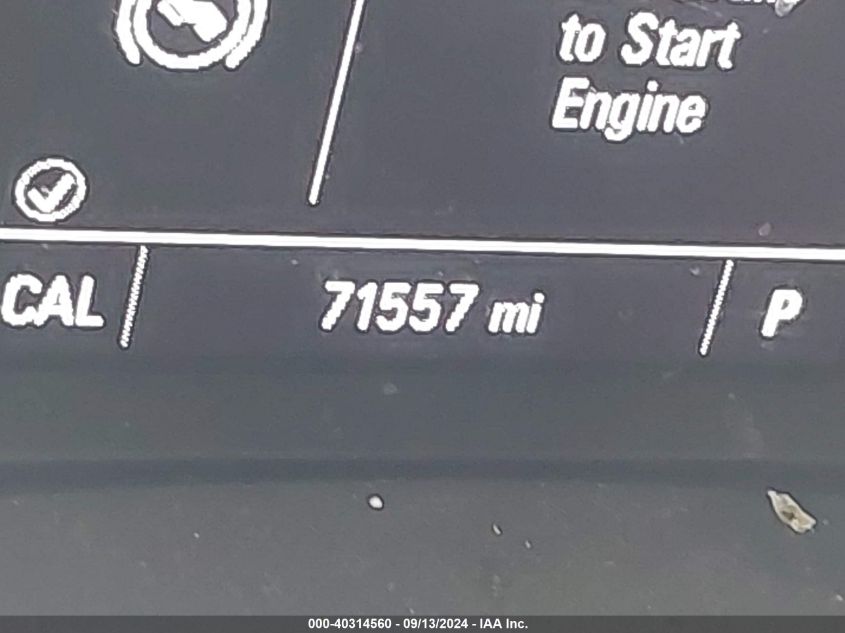 to Start
Engine
CAL
71557 mi
P
000-40314560 - 09/13/2024 - IAA Inc.